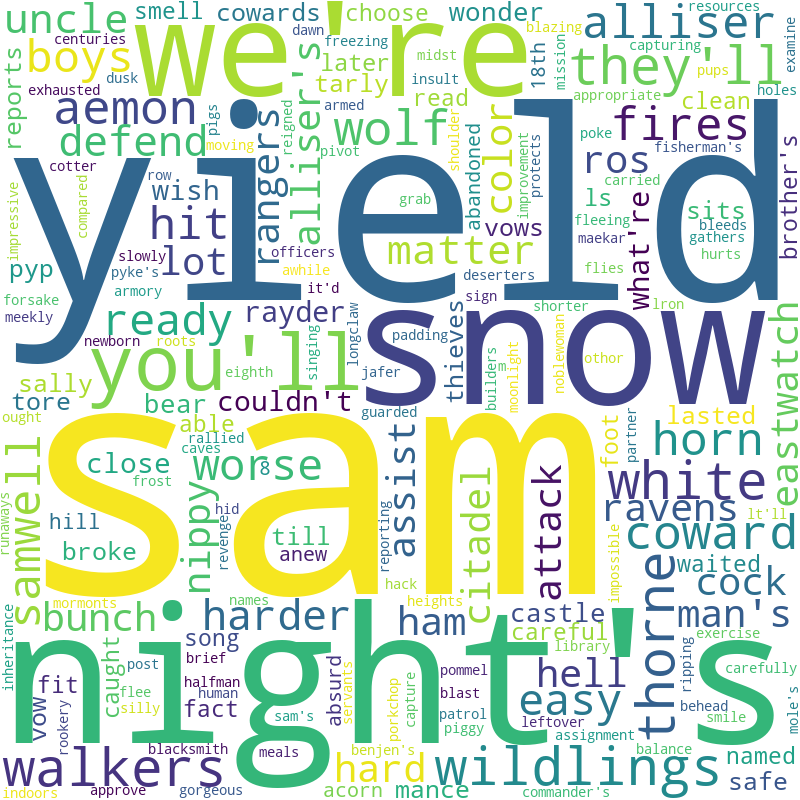 uncle
smell
cowards
we're
choose
wonder
alliser
resources
centuries
boys
dawn
freezing
midst
blazing
18th
mission
capturing
examine
reports
exhausted
dusk
alliser's
later
insult
they'll
pups
holes
aemon
rangers
reigned
armed
tarly
read
color
appropriate
clean
pigs
defend
moving
pivot
wolf
shoulder
abandoned
improvement
protects
fires
poke
brother's
cotter
row
wish
grab
ros
fisherman's
yield
impressive
compared
hit
matter
ls
carried
sits
pyp
slowly
lot
officers
vows
fleeing
maekar
what're
bleeds
gathers
forsake
pyke's
awhile
deserters
flies
hurts
meekly
armory
it'd
sign
shorter
lron
ready
rayder
longclaw
snow
newborn
roots
singing
padding
thieves
builders
m
moonlight
noblewoman
othor
eastwatch
sally
you'll
eighth
jafer
tore
bear
couldn't
guarded
lasted
ought
able
rallied
sam
foot
partner
horn
samwell
close
caves
worse
8
assist
citadel
attack
white
frost
nippy
hid
revenge
till
anew
hill
ravens
lt'll
runaways
broke
reporting
coward
impossible
waited
mormonts
names
hack
heights
thorne
cock
inheritance
bunch
harder
ham
castle
man's
night's
song
careful
exercise
caught
post
brief
library
ripping
carefully
vow
fit
flee
halfman
absurd
pommel
hell
silly
human
servants
porkchop
capture
blast
easy
behead
smile
mole's
rookery
fact
sam's
piggy
patrol
leftover
blacksmith
meals
benjen's
assignment
balance
named
walkers
hard
wildlings
indoors
approve
gorgeous
acorn
mance
commander's
safe